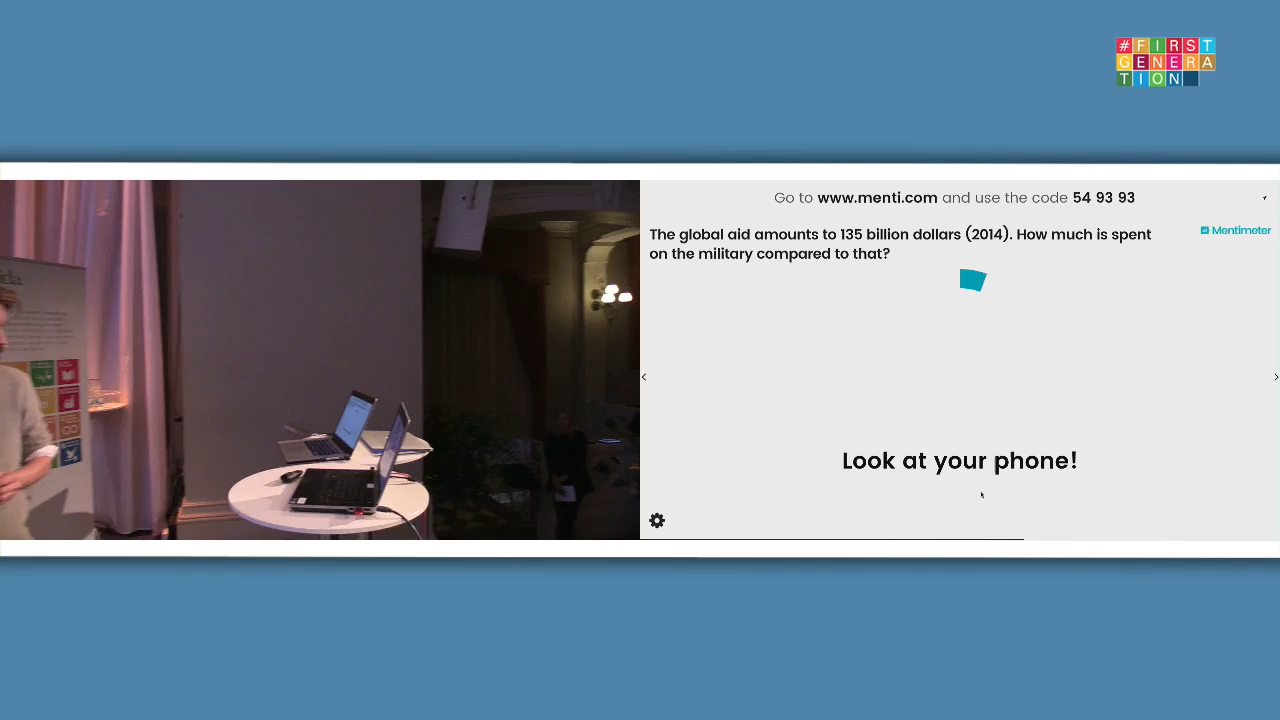 #FIRST
GENERA
TION
Go to www.menti.com and use the code 54 93 93
The global aid amounts to 135 billion dollars (2014). How much is spent
on the military compared to that?
Mentimeter
Look at your phone!